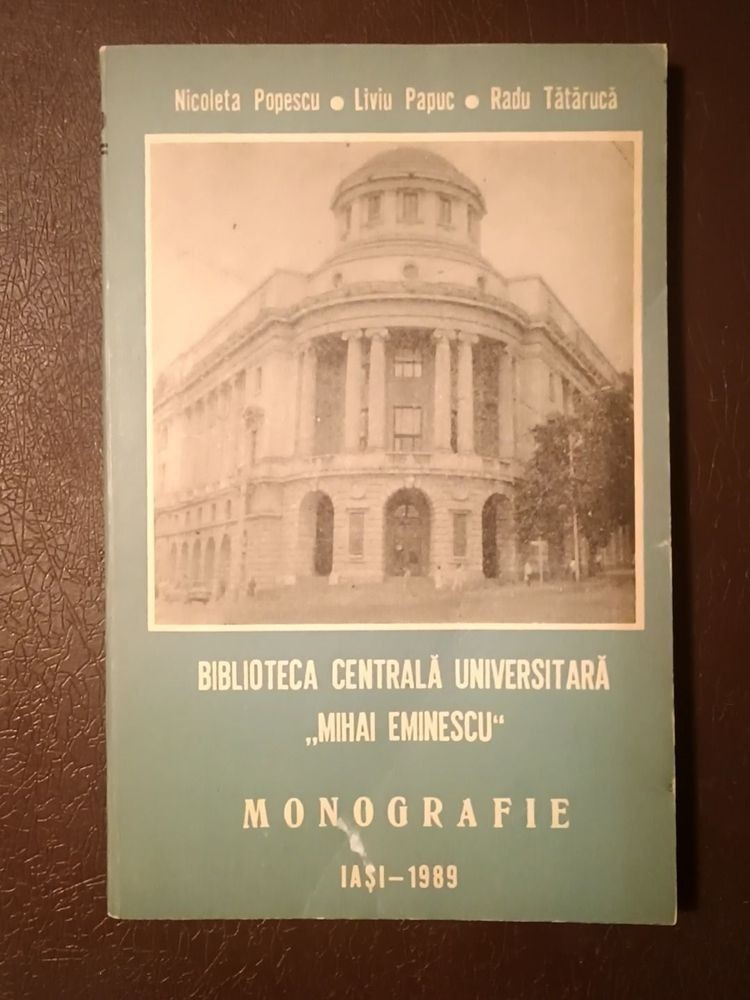 Nicoleta Popescu ● Liviu Papuc ● Radu Tătărucă
BIBLIOTECA CENTRALĂ UNIVERSITARĂ
„MIHAI EMINESCU“
MONOGRAFIE
IAȘI—1989